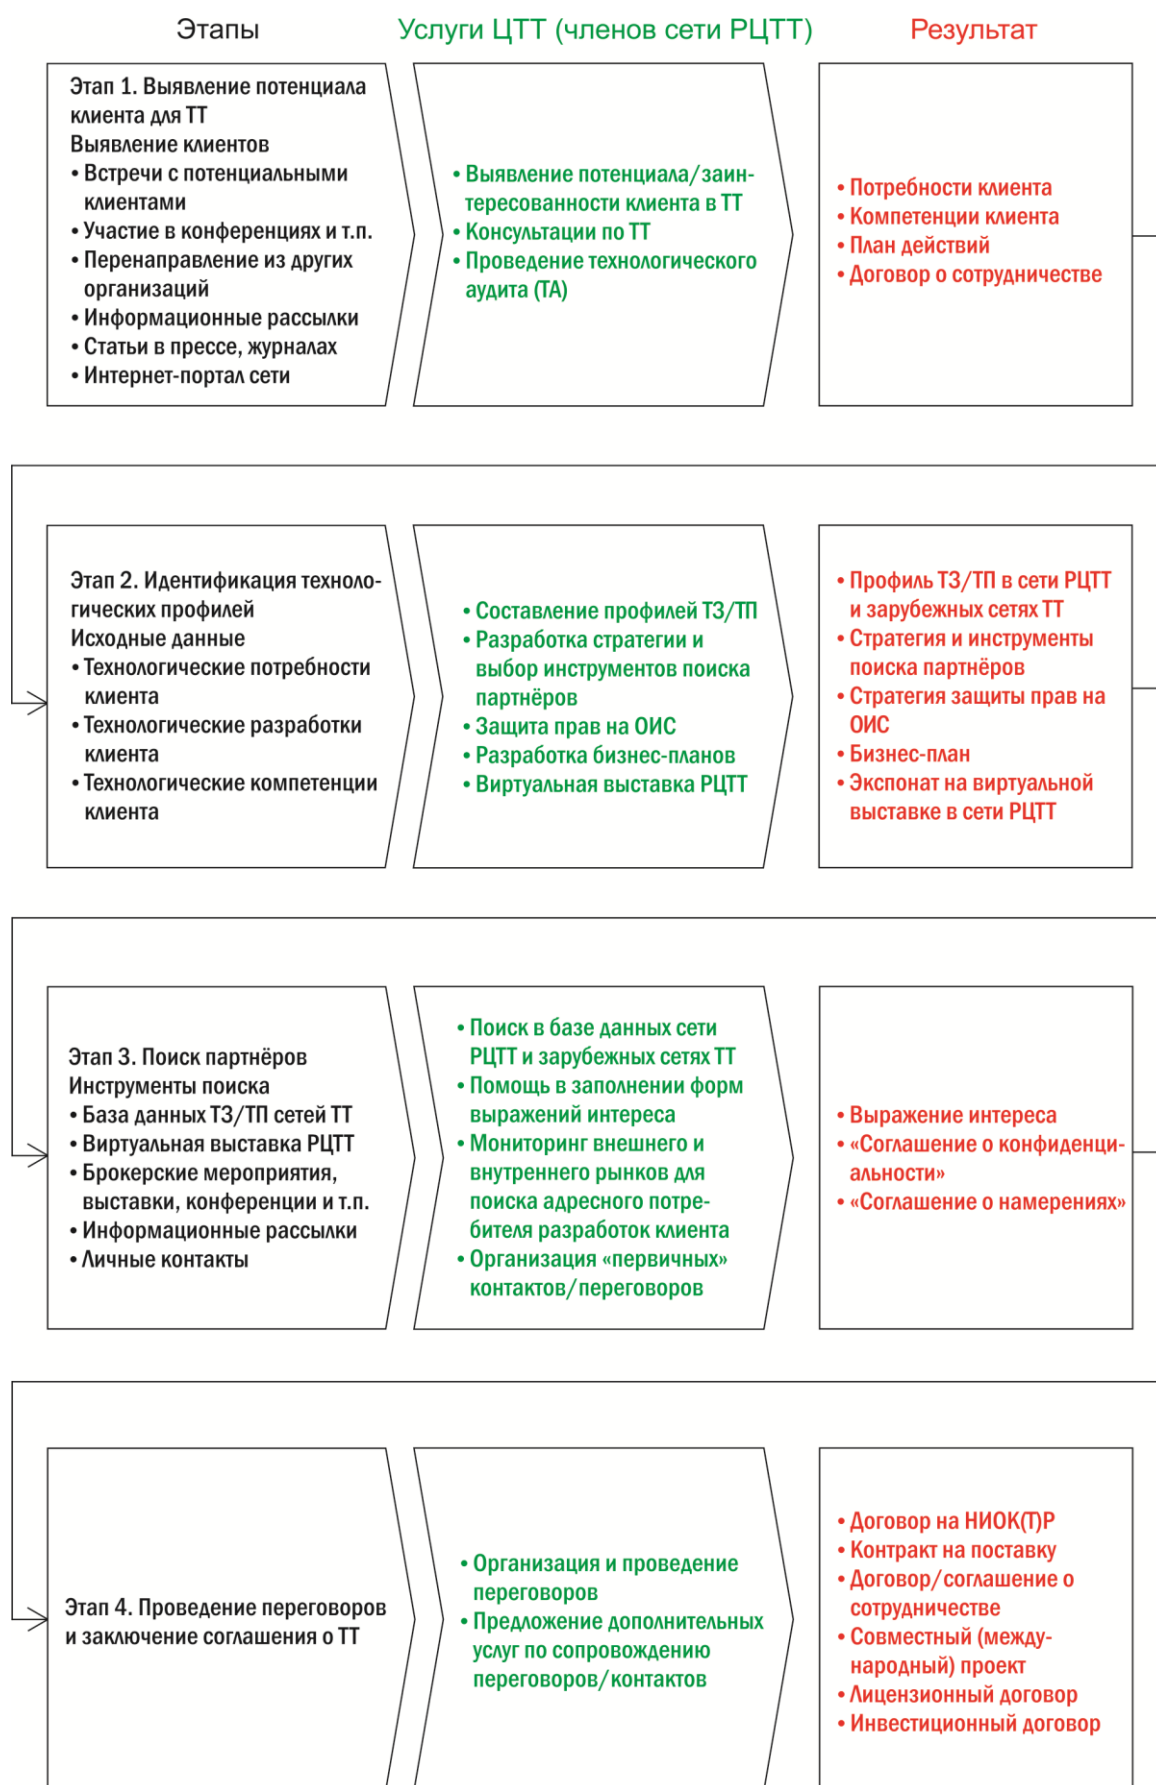 Этапы
Услуги ЦТТ (членов сети РЦТТ)
Результат
Этап 1. Выявление потенциала
клиента для ТТ
Выявление клиентов
• Встречи с потенциальными
клиентами
• Участие в конференциях и т.п.
• Перенаправление из других
организаций
• Информационные рассылки
• Статьи в прессе, журналах
• Интернет-портал сети
• Выявление потенциала/заин-
тересованности клиента в ТТ
• Консультации по ТТ
• Проведение технологического
аудита (ТА)
• Потребности клиента
• Компетенции клиента
• План действий
• Договор о сотрудничестве
Этап 2. Идентификация техноло-
гических профилей
Исходные данные
• Технологические потребности
клиента
• Технологические разработки
клиента
• Технологические компетенции
клиента
• Составление профилей ТЗ/ТП
• Разработка стратегии и
выбор инструментов поиска
партнёров
• Защита прав на ОИС
• Разработка бизнес-планов
• Виртуальная выставка РЦТТ
• Профиль ТЗ/ТП в сети РЦТТ
и зарубежных сетях ТТ
• Стратегия и инструменты
поиска партнёров
• Стратегия защиты прав на
ОИС
• Бизнес-план
• Экспонат на виртуальной
выставке в сети РЦТТ
Этап 3. Поиск партнёров
Инструменты поиска
• База данных ТЗ/ТП сетей ТТ
• Виртуальная выставка РЦТТ
• Брокерские мероприятия,
выставки, конференции и т.п.
• Информационные рассылки
• Личные контакты
• Поиск в базе данных сети
РЦТТ и зарубежных сетях ТТ
• Помощь в заполнении форм
выражений интереса
• Мониторинг внешнего и
внутреннего рынков для
поиска адресного потре-
бителя разработок клиента
• Организация «первичных»
контактов/переговоров
• Выражение интереса
• «Соглашение о конфиденци-
альности»
• «Соглашение о намерениях»
Этап 4. Проведение переговоров
и заключение соглашения о ТТ
• Организация и проведение
переговоров
• Предложение дополнительных
услуг по сопровождению
переговоров/контактов
• Договор на НИОК(Т)Р
• Контракт на поставку
• Договор/соглашение о
сотрудничестве
• Совместный (между-
народный) проект
• Лицензионный договор
• Инвестиционный договор